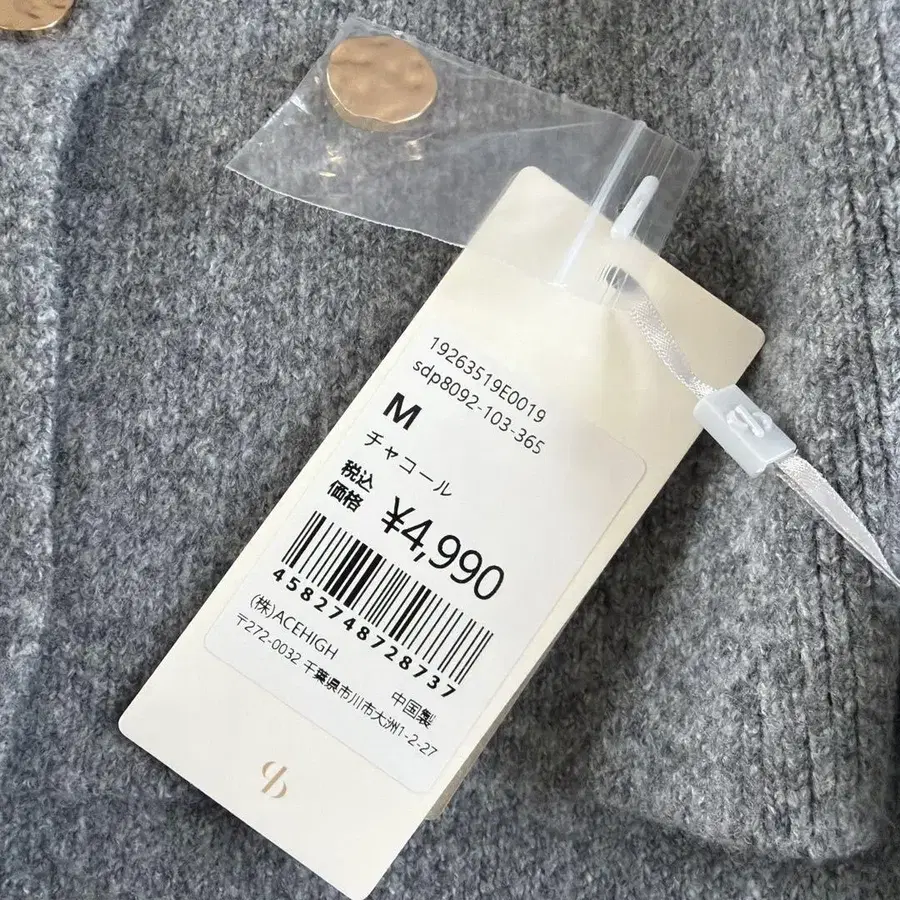 19263519E0019
sdp8092-103-365
M
チャコール
税込
価格
¥4,990
4582748728737
(株)ACEHIGH
〒272-0032 千葉県市川市大洲1-2-27
中国製